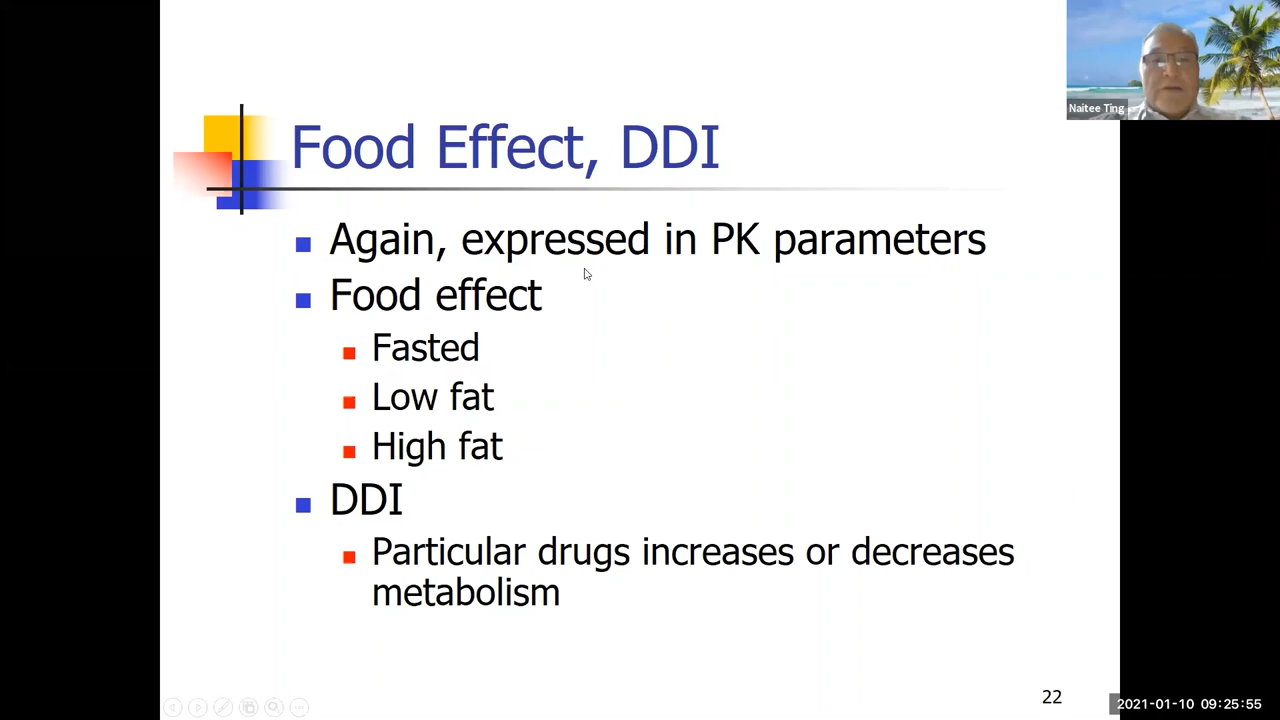 Naitee Ting
Food Effect, DDI
Again, expressed in PK parameters
Food effect
Fasted
Low fat
High fat
DDI
Particular drugs increases or decreases
metabolism
22
2021-01-10 09:25:55